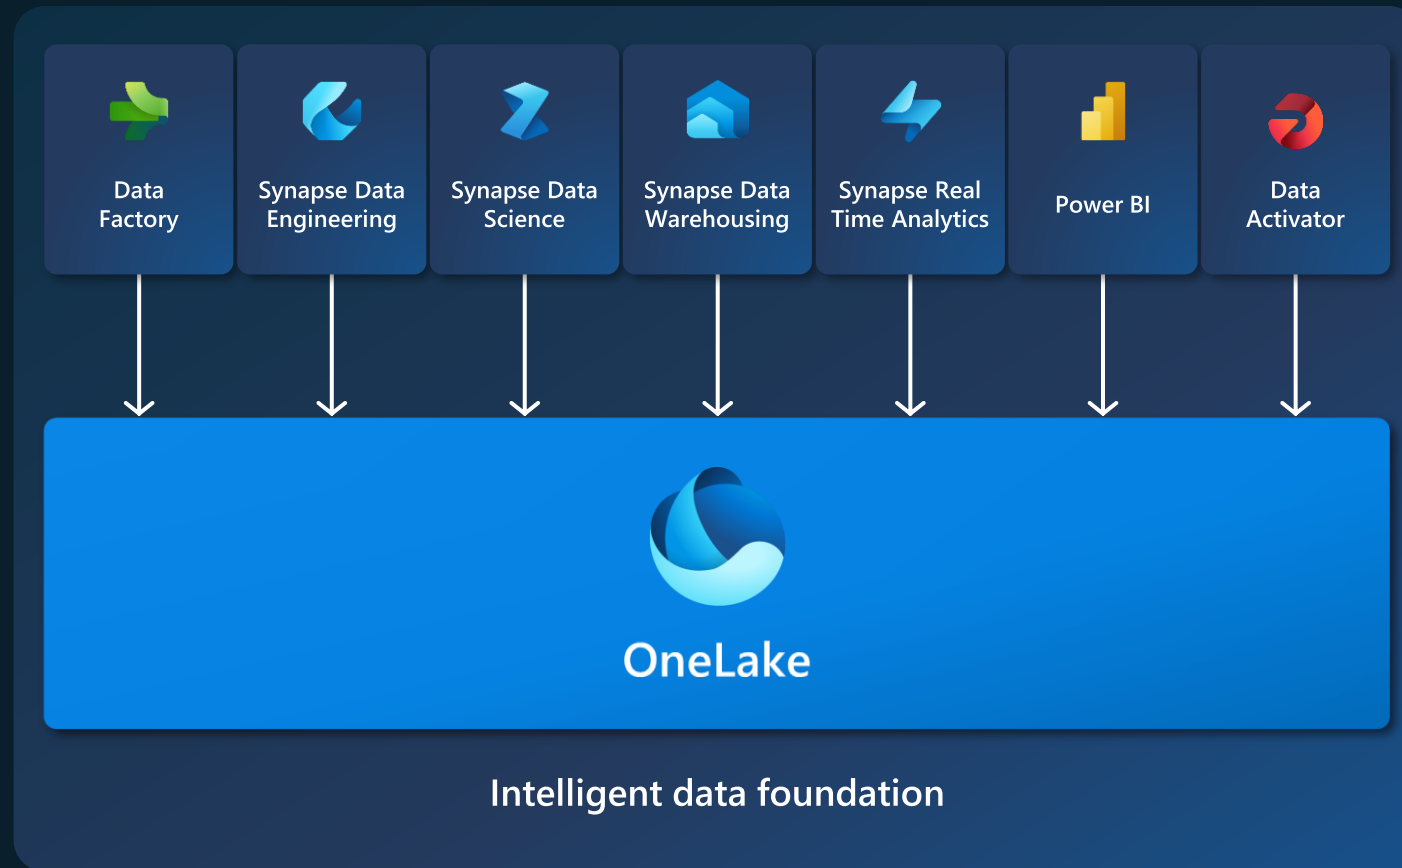 Data
Factory
Synapse Data
Engineering
Synapse Data
Science
Synapse Data
Warehousing
Synapse Real
Time Analytics
Power BI
Data
Activator
OneLake
Intelligent data foundation